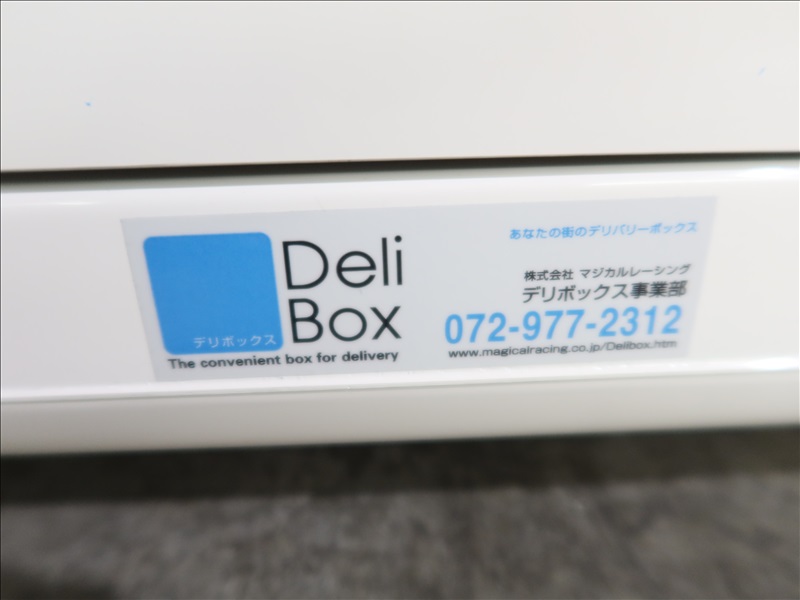 デリボックス
Deli
Box
The convenient box for delivery
あなたの街のデリバリーボックス
株式会社 マジカルレーシング
デリボックス事業部
072-977-2312
www.magicalracing.co.jp/Delibox.htm